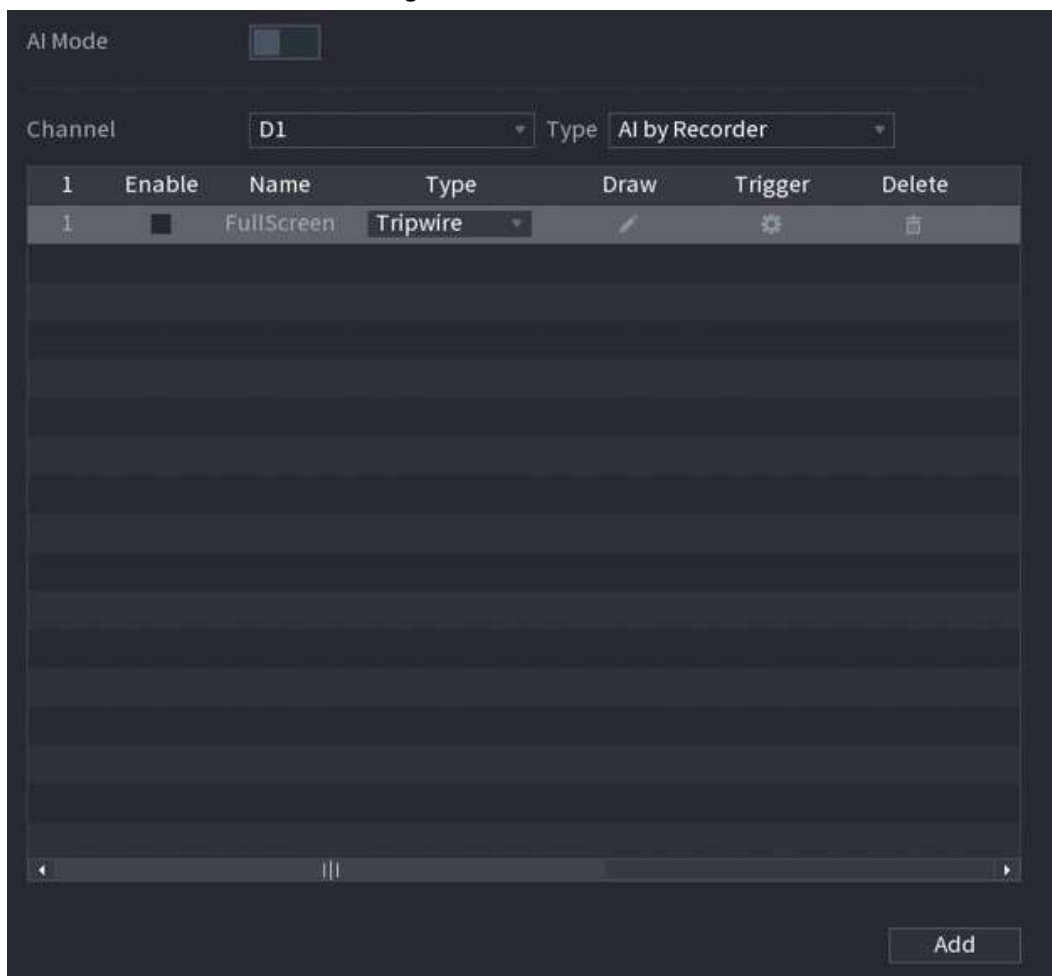 AI Mode
Channel D1 Type AI by Recorder
1 Enable Name Type Draw Trigger Delete
1 FullScreen Tripwire
Add